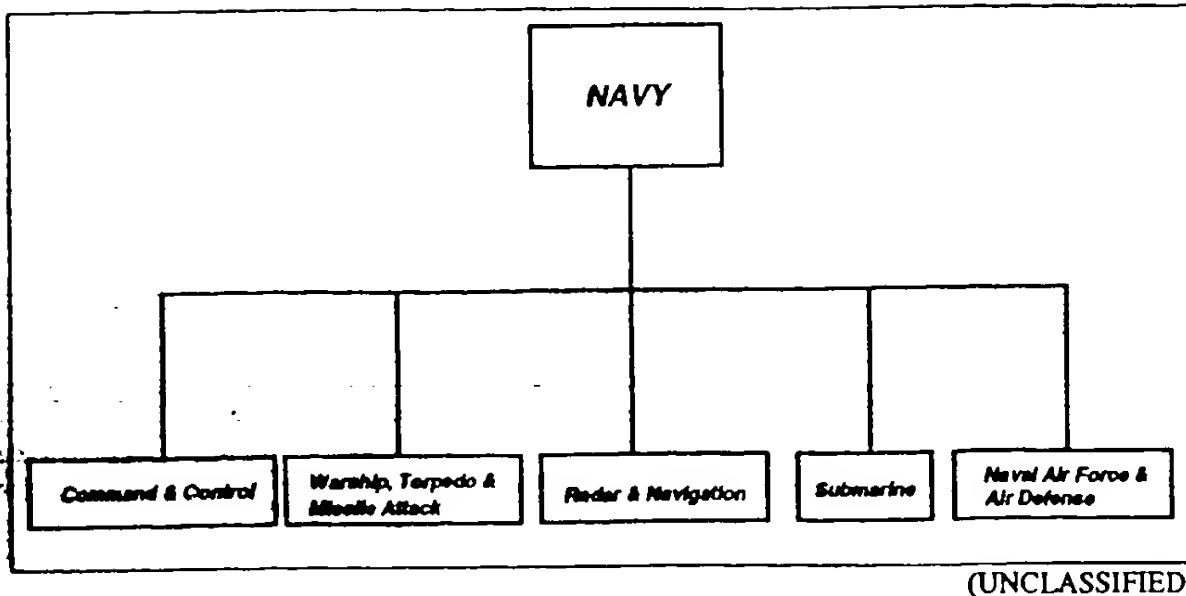 NAVY
Command & Control
Warship, Torpedo &
Missile Attack
Radar & Navigation
Submarine
Naval Air Force &
Air Defense
(UNCLASSIFIED